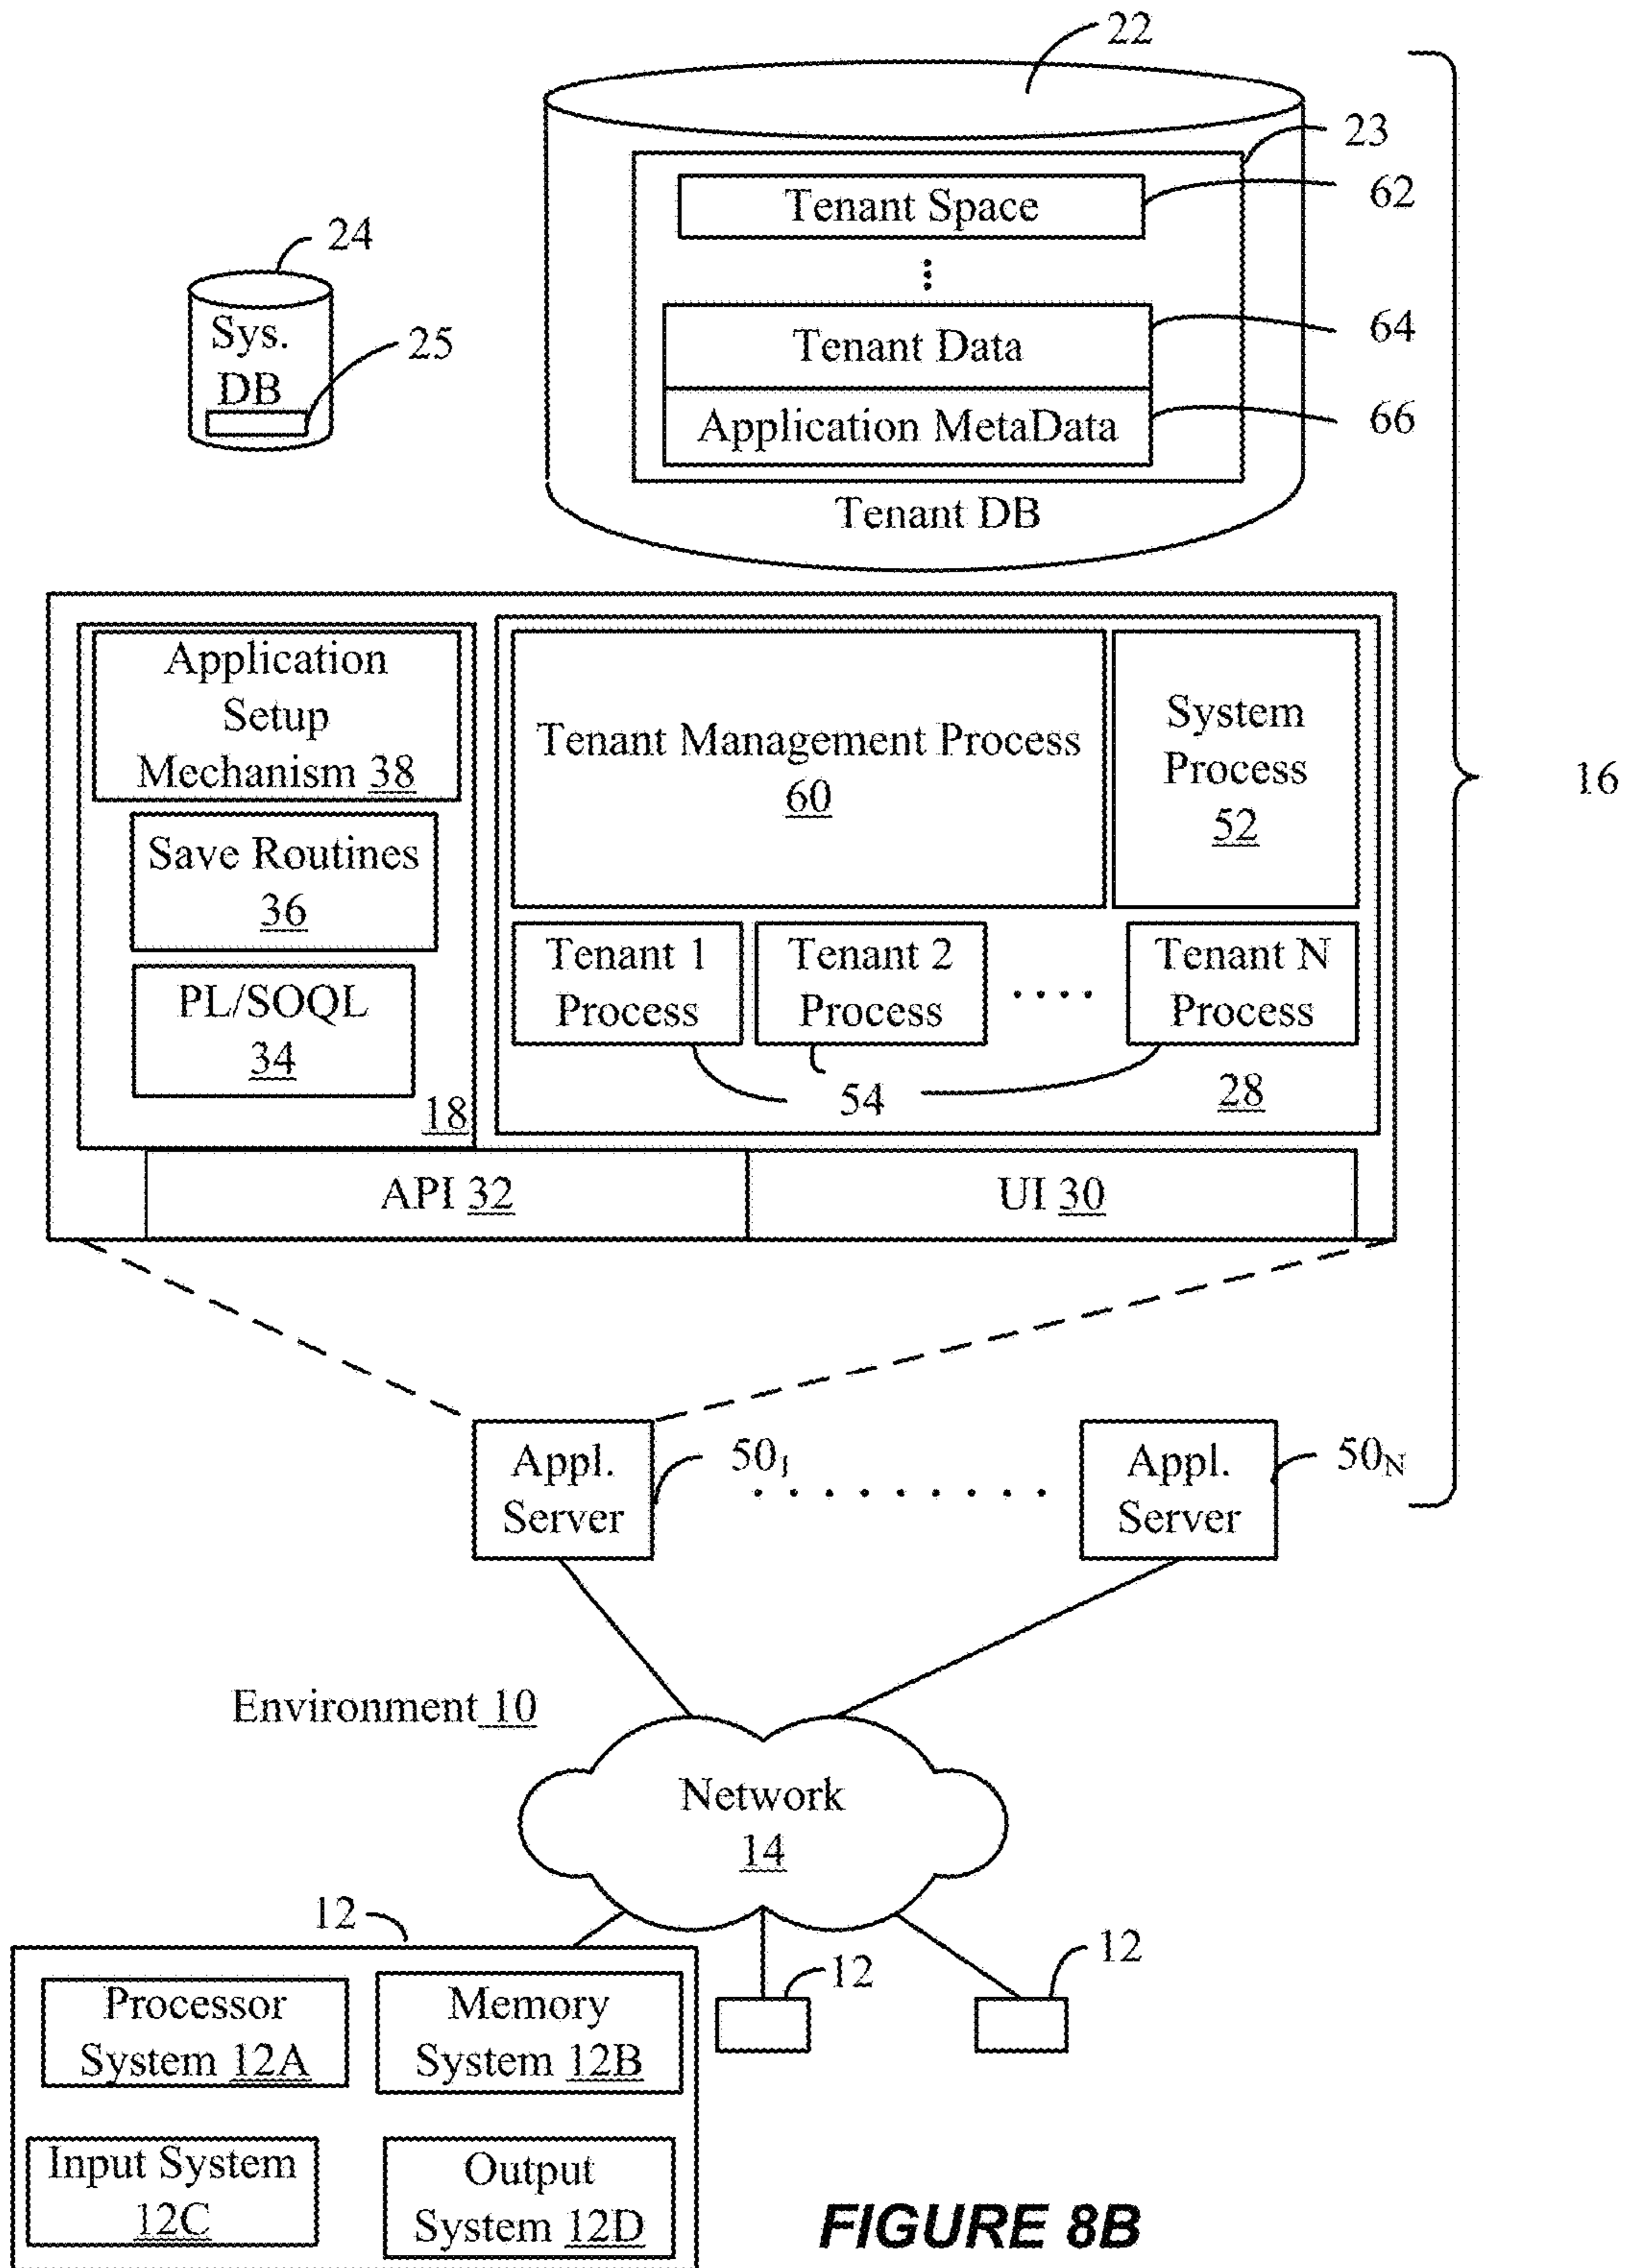 22
23
Tenant Space
62
24
Sys.
DB
25
Tenant Data
64
Application MetaData
66
Tenant DB
16
Application
Setup
Mechanism 38
Save Routines
36
PL/SOQL
34
18
Tenant Management Process
60
System
Process
52
Tenant 1
Process
Tenant 2
Process
Tenant N
Process
54
28
API 32
UI 30
Appl.
Server
501
Appl.
Server
50N
Environment 10
Network
14
12
12
12
Processor
System 12A
Memory
System 12B
Input System
12C
Output
System 12D
FIGURE 8B